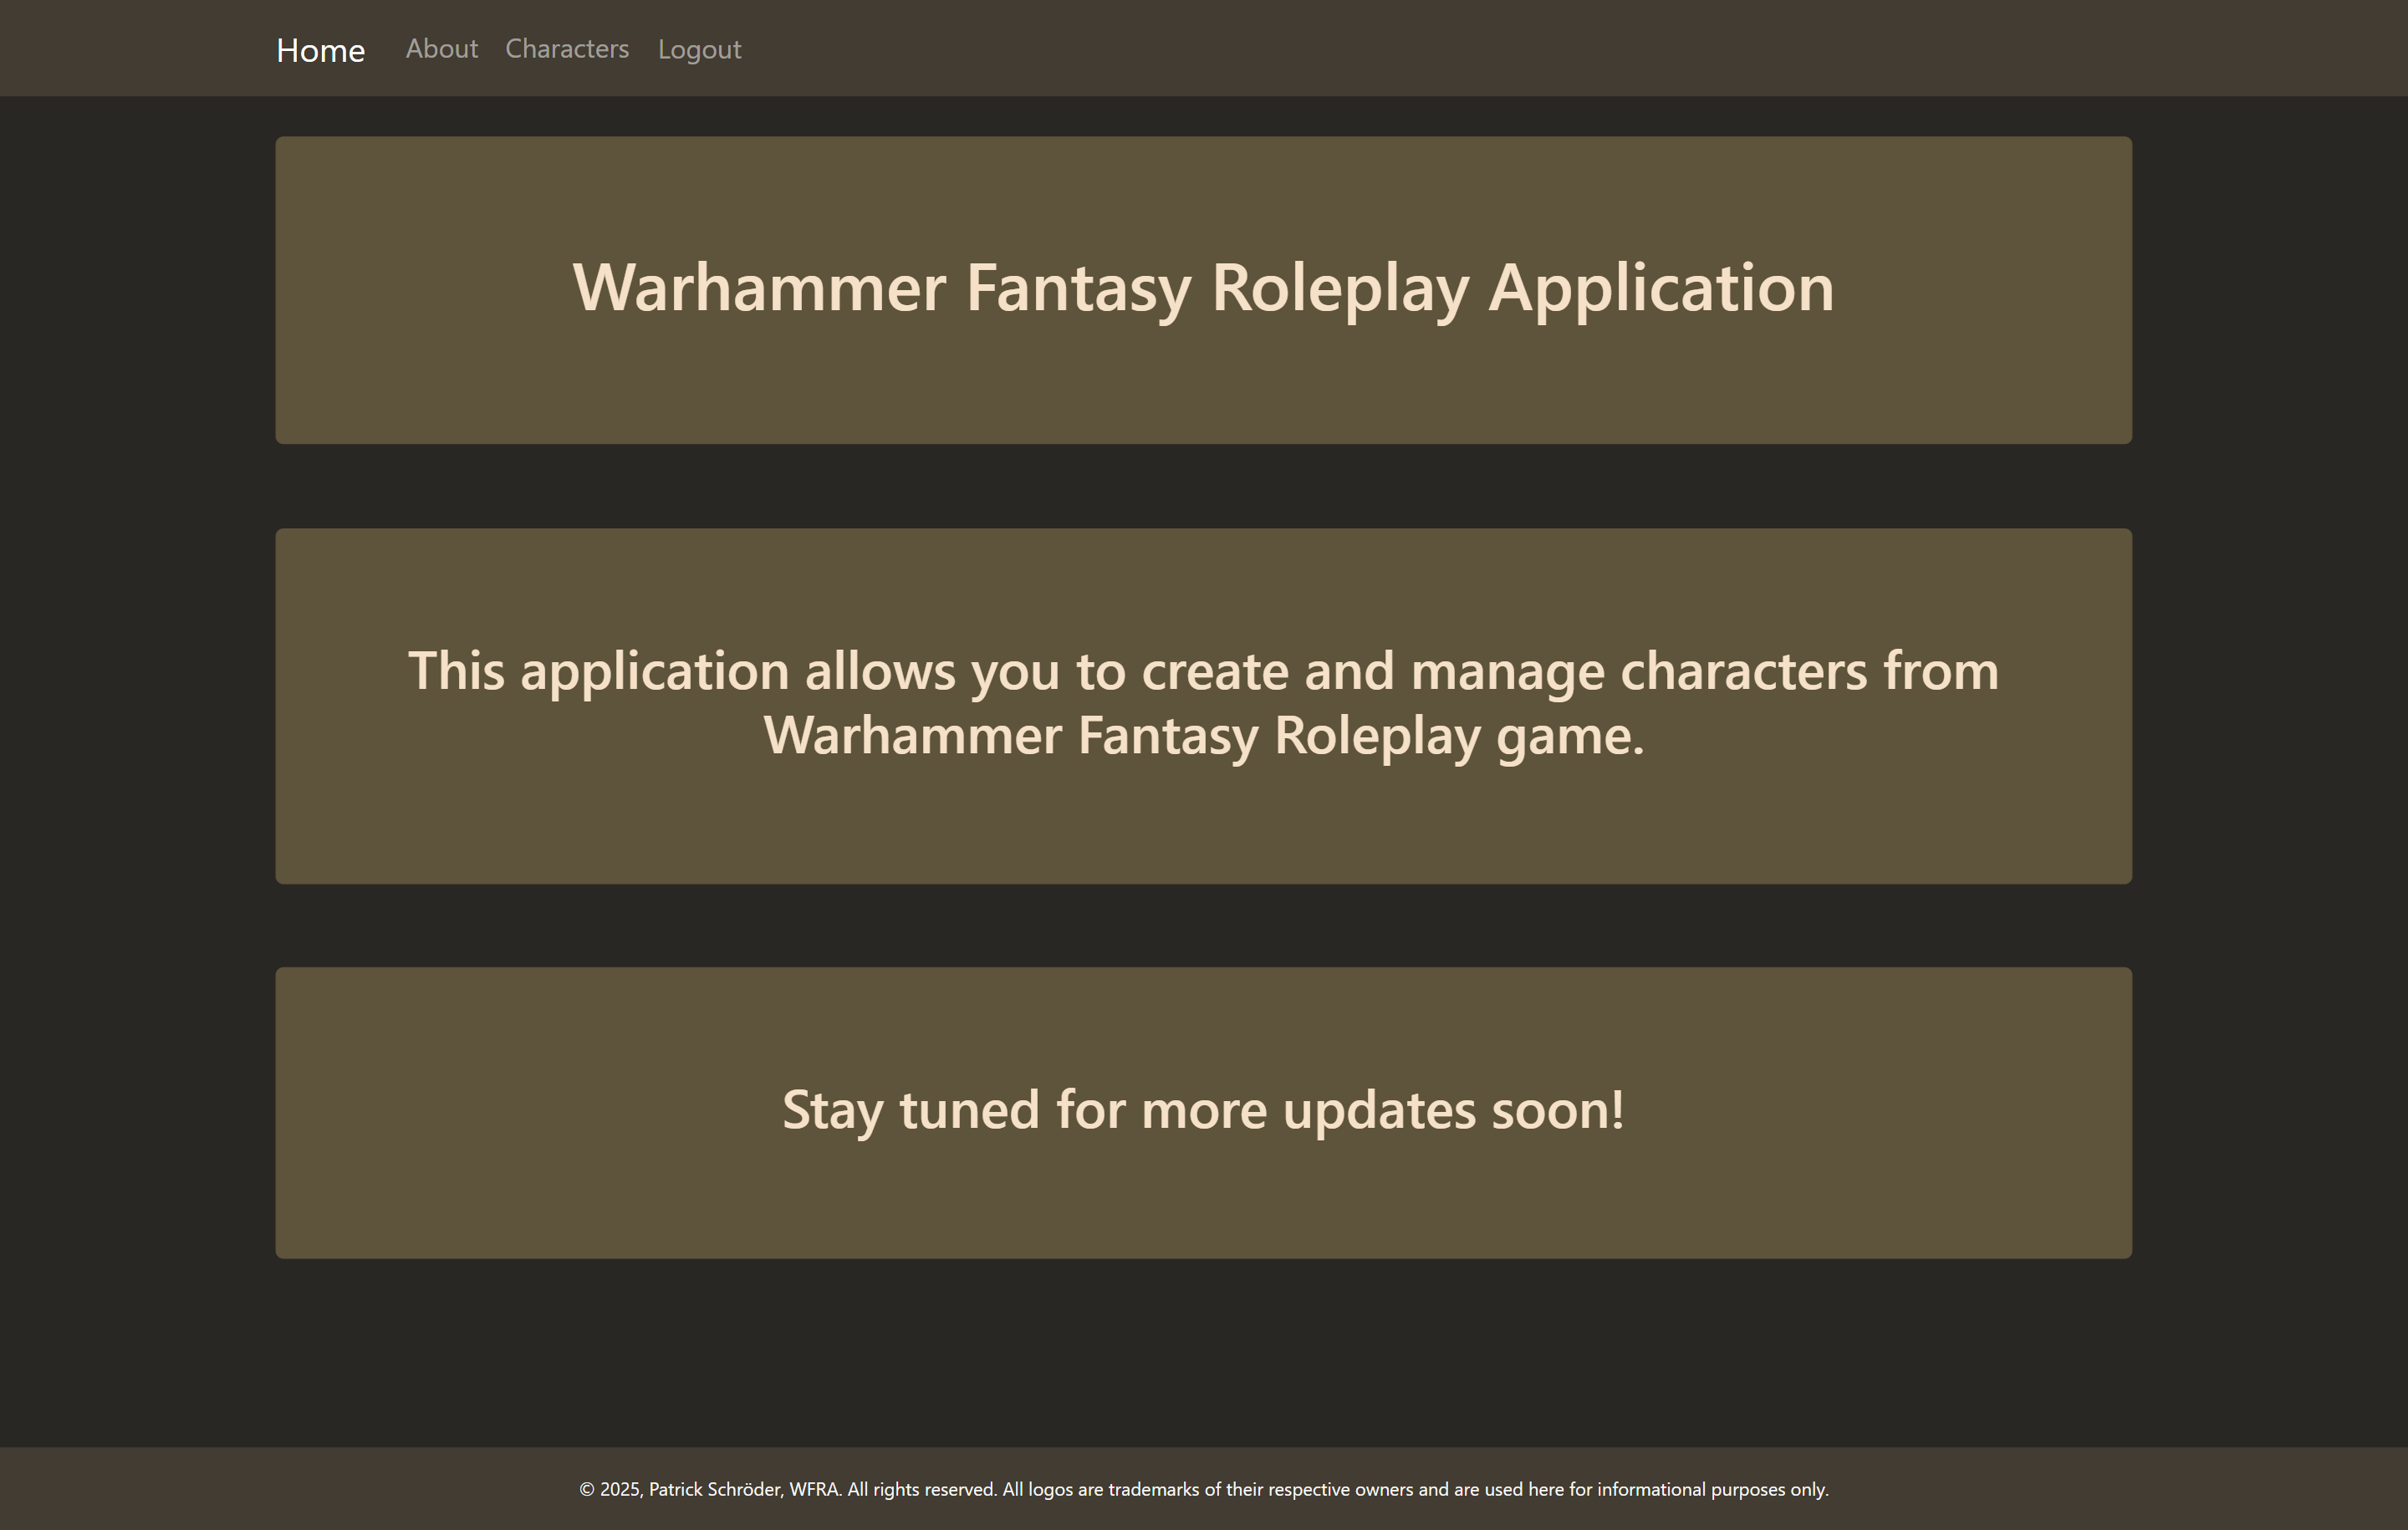 Home About Characters Logout
Warhammer Fantasy Roleplay Application
This application allows you to create and manage characters from
Warhammer Fantasy Roleplay game.
Stay tuned for more updates soon!
© 2025, Patrick Schröder, WFRA. All rights reserved. All logos are trademarks of their respective owners and are used here for informational purposes only.